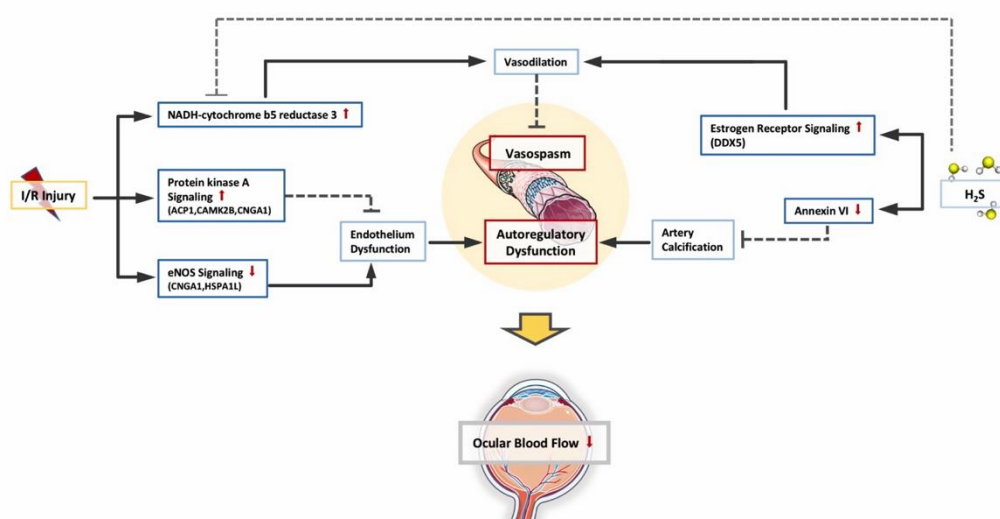 Vasodilation
NADH-cytochrome b5 reductase 3 ↑
Estrogen Receptor Signaling ↑
(DDX5)
Vasospasm
I/R Injury
Protein kinase A
Signaling ↑
(ACP1,CAMK2B,CNGA1)
H₂S
Annexin VI ↓
Endothelium
Dysfunction
Autoregulatory
Dysfunction
Artery
Calcification
eNOS Signaling ↓
(CNGA1,HSPA1L)
Ocular Blood Flow ↓